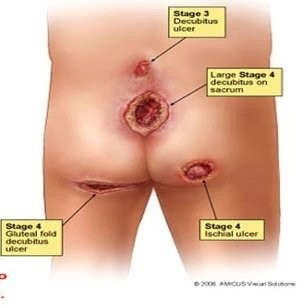 Stage 3
Decubitus
ulcer
Large Stage 4
decubitus on
sacrum
Stage 4
Gluteal fold
decubitus
ulcer
Stage 4
Ischial ulcer
© 2006, AMICUS Visual Solutions